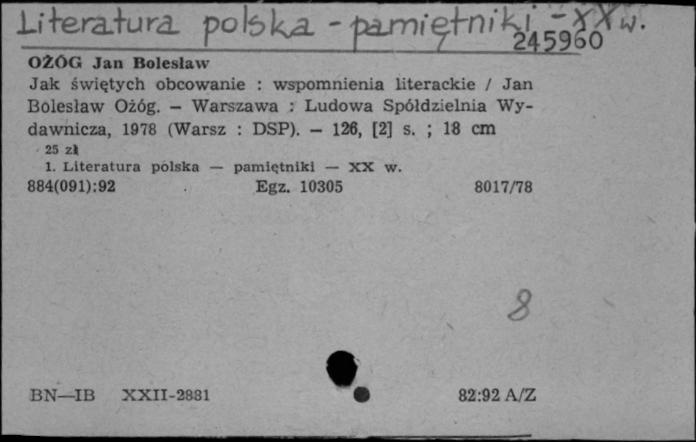 Literatura polska - pamiętniki - XX w.
245960
OŻÓG Jan Bolesław
Jak świętych obcowanie : wspomnienia literackie / Jan
Bolesław Ożóg. — Warszawa : Ludowa Spółdzielnia Wy-
dawnicza, 1978 (Warsz : DSP). — 126, [2] s. ; 18 cm
25 zł
1. Literatura polska — pamiętniki — XX w.
884(091):92 Egz. 10305 8017/78
8
BN—IB XXII-2881 82:92 A/Z